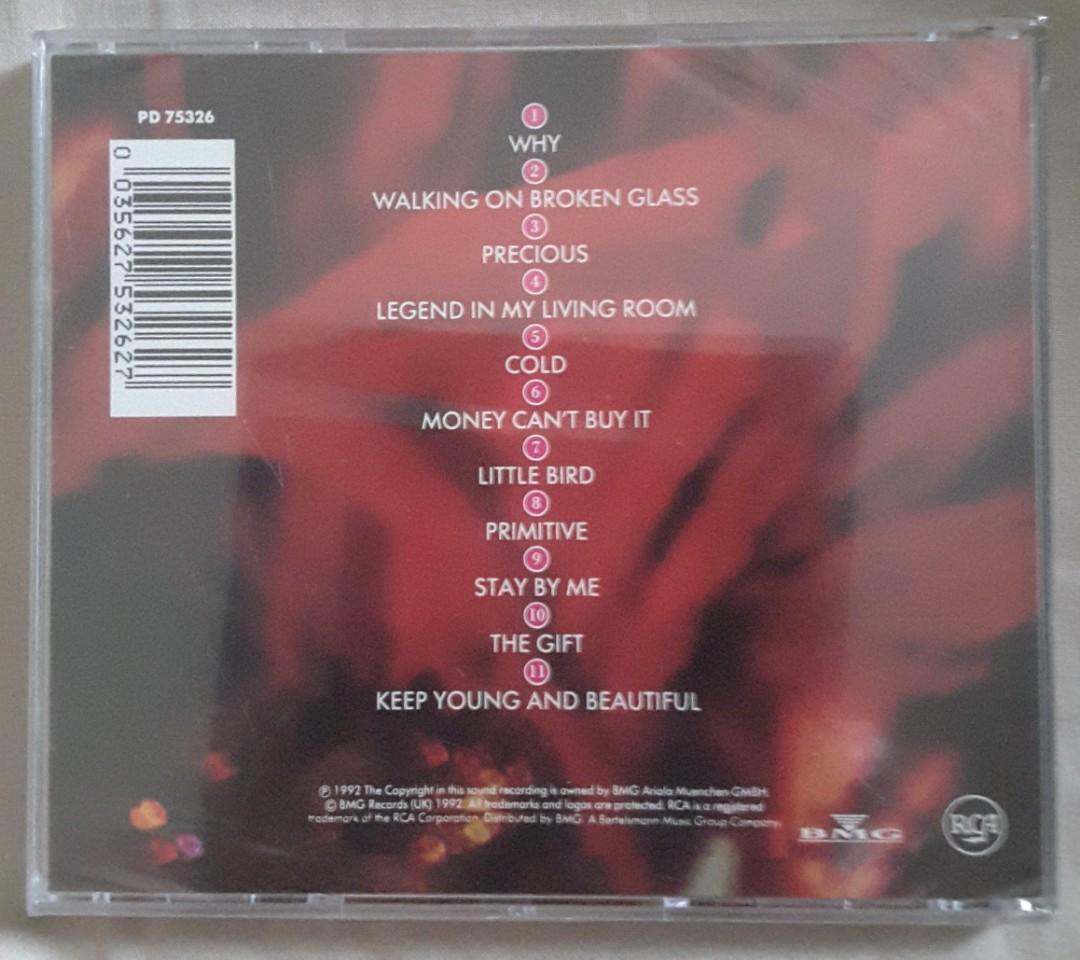 PD 75326
0 035627 532627
1
WHY
2
WALKING ON BROKEN GLASS
3
PRECIOUS
4
LEGEND IN MY LIVING ROOM
5
COLD
6
MONEY CAN'T BUY IT
7
LITTLE BIRD
8
PRIMITIVE
9
STAY BY ME
10
THE GIFT
11
KEEP YOUNG AND BEAUTIFUL
℗ 1992 The Copyright in this sound recording is owned by BMG Ariola Muenchen-GMBH.
© BMG Records (UK) 1992. All trademarks and logos are protected. RCA is a registered
trademark of the RCA Corporation. Distributed by BMG. A Bertelsmann Music Group Company.
BMG
RCA